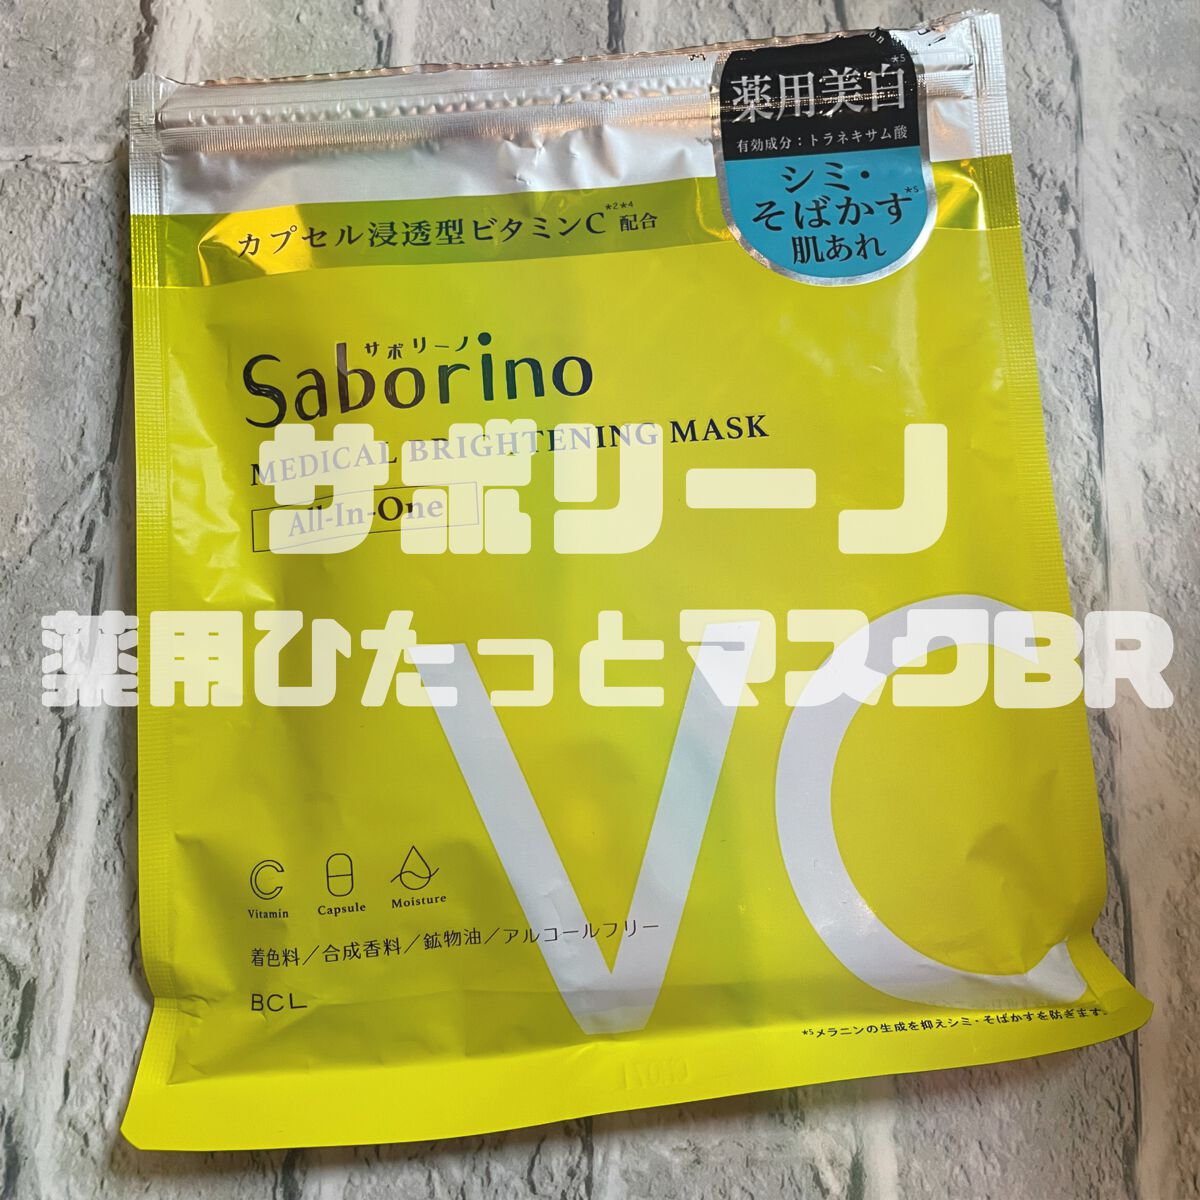 薬用美白*5
有効成分：トラネキサム酸
シミ・
そばかす*5
肌あれ
カプセル浸透型ビタミンC*2*4 配合
サボリーノ
Saborino
MEDICAL BRIGHTENING MASK
All-In-One
サボリーノ
薬用ひたっとマスクBR
VC
Vitamin
Capsule
Moisture
着色料／合成香料／鉱物油／アルコールフリー
BCL
*5メラニンの生成を抑えシミ・そばかすを防ぎます。